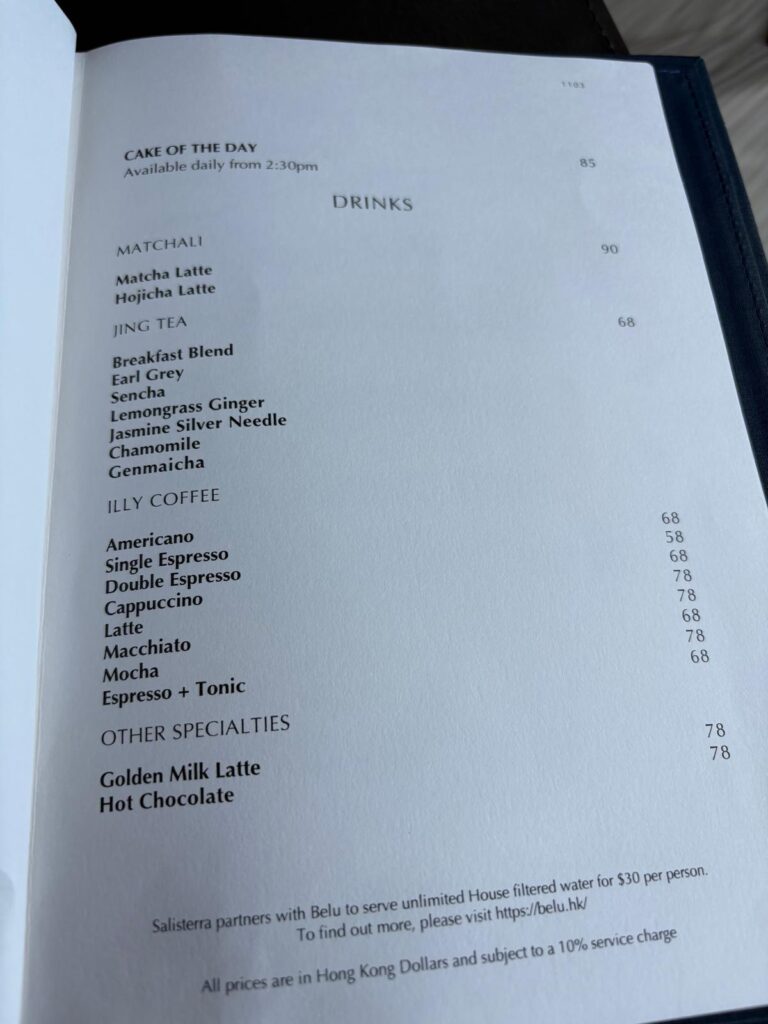 1103
CAKE OF THE DAY
Available daily from 2:30pm 85
DRINKS
MATCHALI 90
Matcha Latte
Hojicha Latte
JING TEA 68
Breakfast Blend
Earl Grey
Sencha
Lemongrass Ginger
Jasmine Silver Needle
Chamomile
Genmaicha
ILLY COFFEE
Americano 68
Single Espresso 58
Double Espresso 68
Cappuccino 78
Latte 78
Macchiato 68
Mocha 78
Espresso + Tonic 68
OTHER SPECIALTIES
Golden Milk Latte 78
Hot Chocolate 78
Salisterra partners with Belu to serve unlimited House filtered water for $30 per person.
To find out more, please visit https://belu.hk/
All prices are in Hong Kong Dollars and subject to a 10% service charge